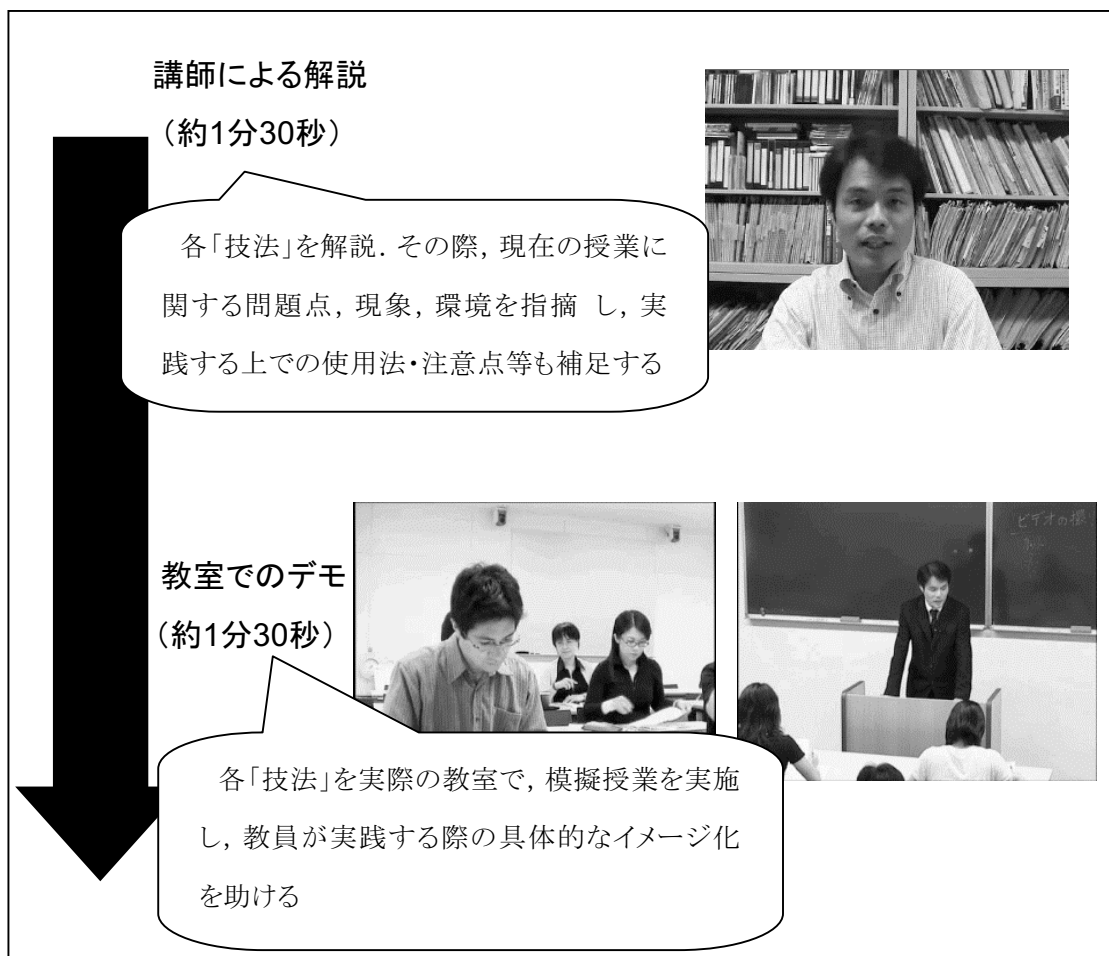 講師による解説
（約1分30秒）
各「技法」を解説．その際，現在の授業に
関する問題点，現象，環境を指摘 し，実
践する上での使用法・注意点等も補足する
教室でのデモ
（約1分30秒）
ビデオの撮
各「技法」を実際の教室で，模擬授業を実施
し，教員が実践する際の具体的なイメージ化
を助ける